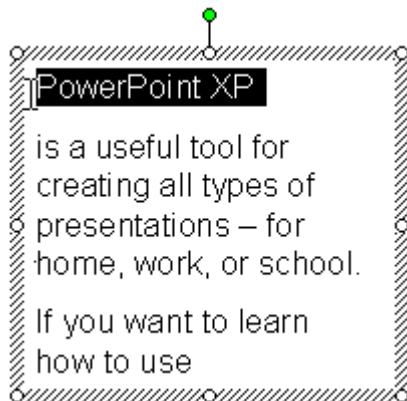 PowerPoint XP
is a useful tool for
creating all types of
presentations – for
home, work, or school.
If you want to learn
how to use